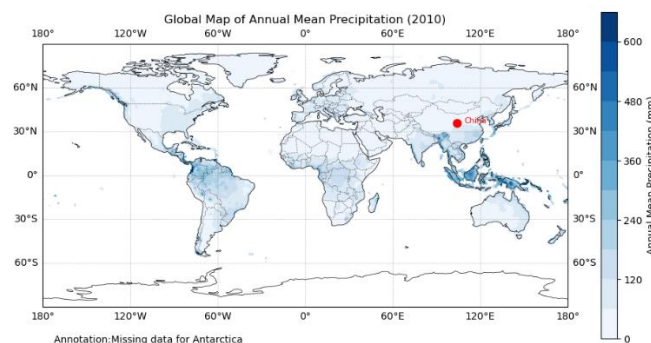 Global Map of Annual Mean Precipitation (2010)
180° 120°W 60°W 0° 60°E 120°E 180°
60°N 60°N
30°N 30°N
0° 0°
30°S 30°S
60°S 60°S
180° 120°W 60°W 0° 60°E 120°E 180°
China
600
480
360
240
120
0
Annual Mean Precipitation (mm)
Annotation:Missing data for Antarctica